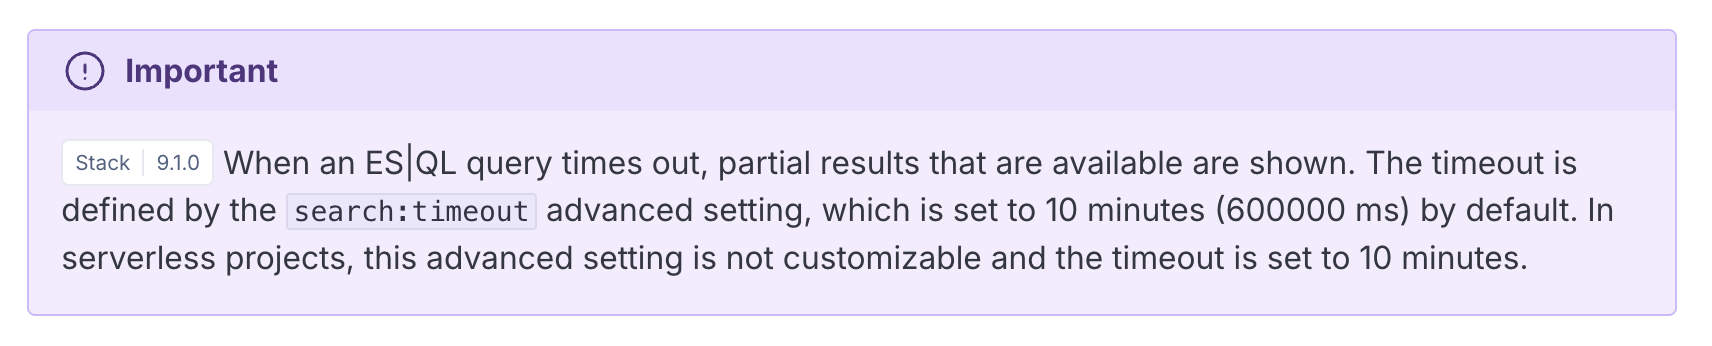 Important
Stack 9.1.0 When an ES|QL query times out, partial results that are available are shown. The timeout is
defined by the search:timeout advanced setting, which is set to 10 minutes (600000 ms) by default. In
serverless projects, this advanced setting is not customizable and the timeout is set to 10 minutes.